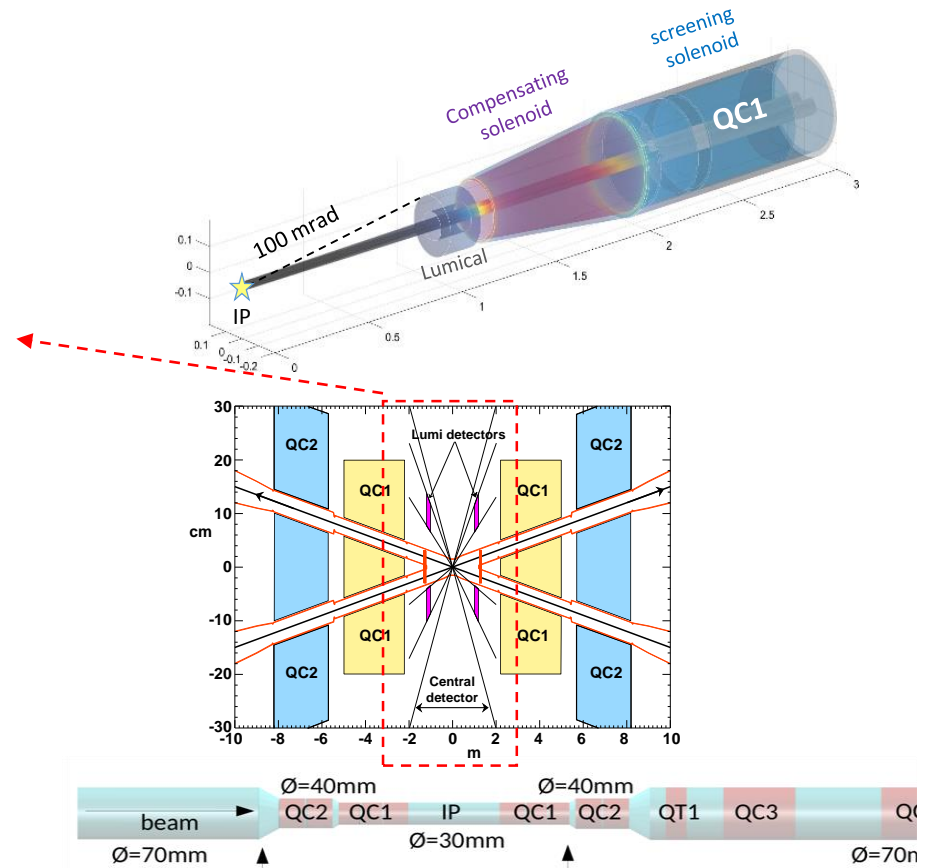 screening
solenoid
Compensating
solenoid
QC1
100 mrad
Lumical
IP
0.1
0
-0.1
0.1
0
-0.1
-0.2
0
0.5
1
1.5
2
2.5
3
30
20
10
cm
0
-10
-20
-30
Lumi detectors
QC2
QC1
QC1
QC2
QC2
QC1
QC1
QC2
Central
detector
-10 -8 -6 -4 -2 0 2 4 6 8 10
m
Ø=40mm
Ø=40mm
beam
QC2 QC1 IP QC1 QC2 QT1 QC3
Ø=70mm
Ø=30mm